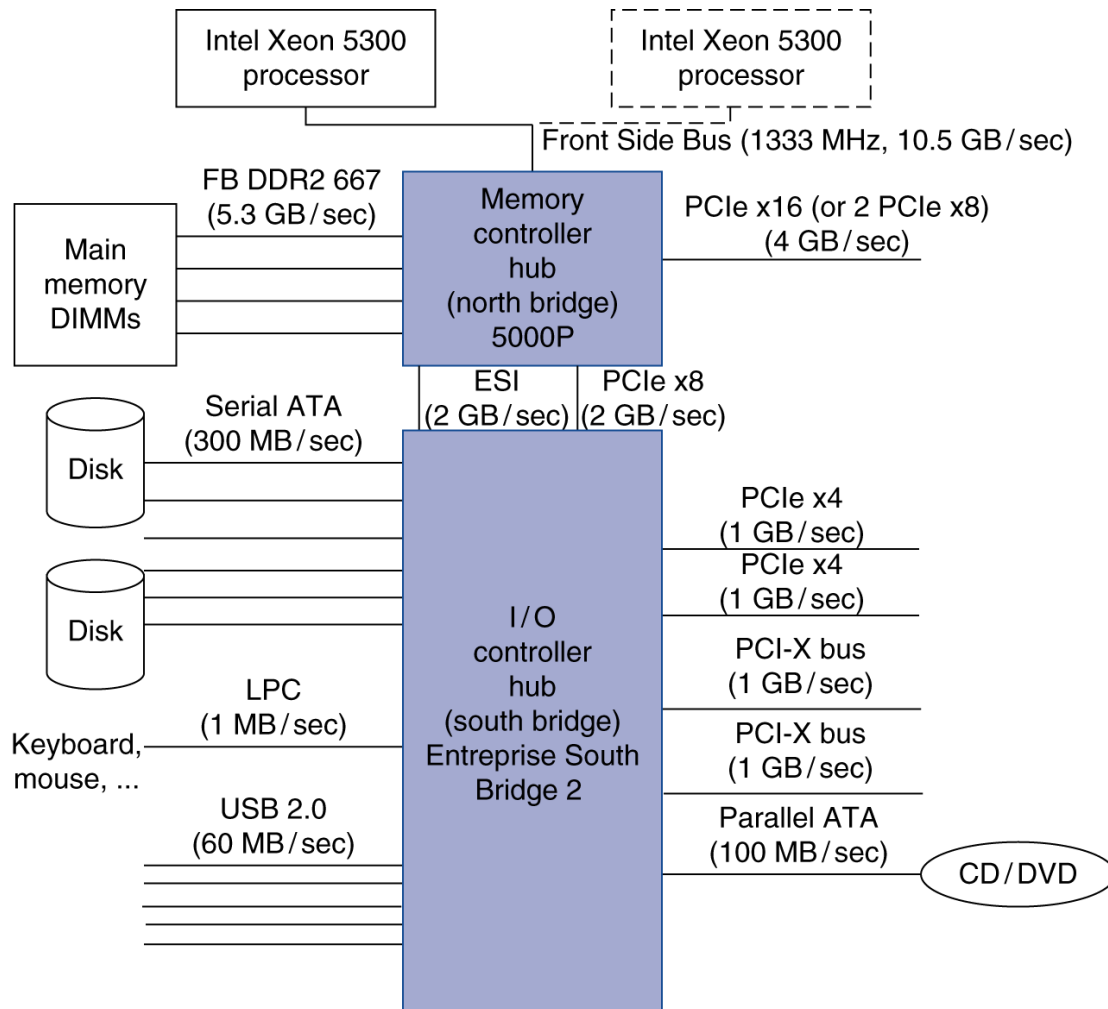 Intel Xeon 5300
processor
Intel Xeon 5300
processor
Front Side Bus (1333 MHz, 10.5 GB/sec)
FB DDR2 667
(5.3 GB/sec)
Main
memory
DIMMs
Memory
controller
hub
(north bridge)
5000P
PCIe x16 (or 2 PCIe x8)
(4 GB/sec)
ESI
(2 GB/sec)
PCIe x8
(2 GB/sec)
Serial ATA
(300 MB/sec)
Disk
Disk
LPC
(1 MB/sec)
Keyboard,
mouse, ...
USB 2.0
(60 MB/sec)
I/O
controller
hub
(south bridge)
Entreprise South
Bridge 2
PCIe x4
(1 GB/sec)
PCIe x4
(1 GB/sec)
PCI-X bus
(1 GB/sec)
PCI-X bus
(1 GB/sec)
Parallel ATA
(100 MB/sec)
CD/DVD